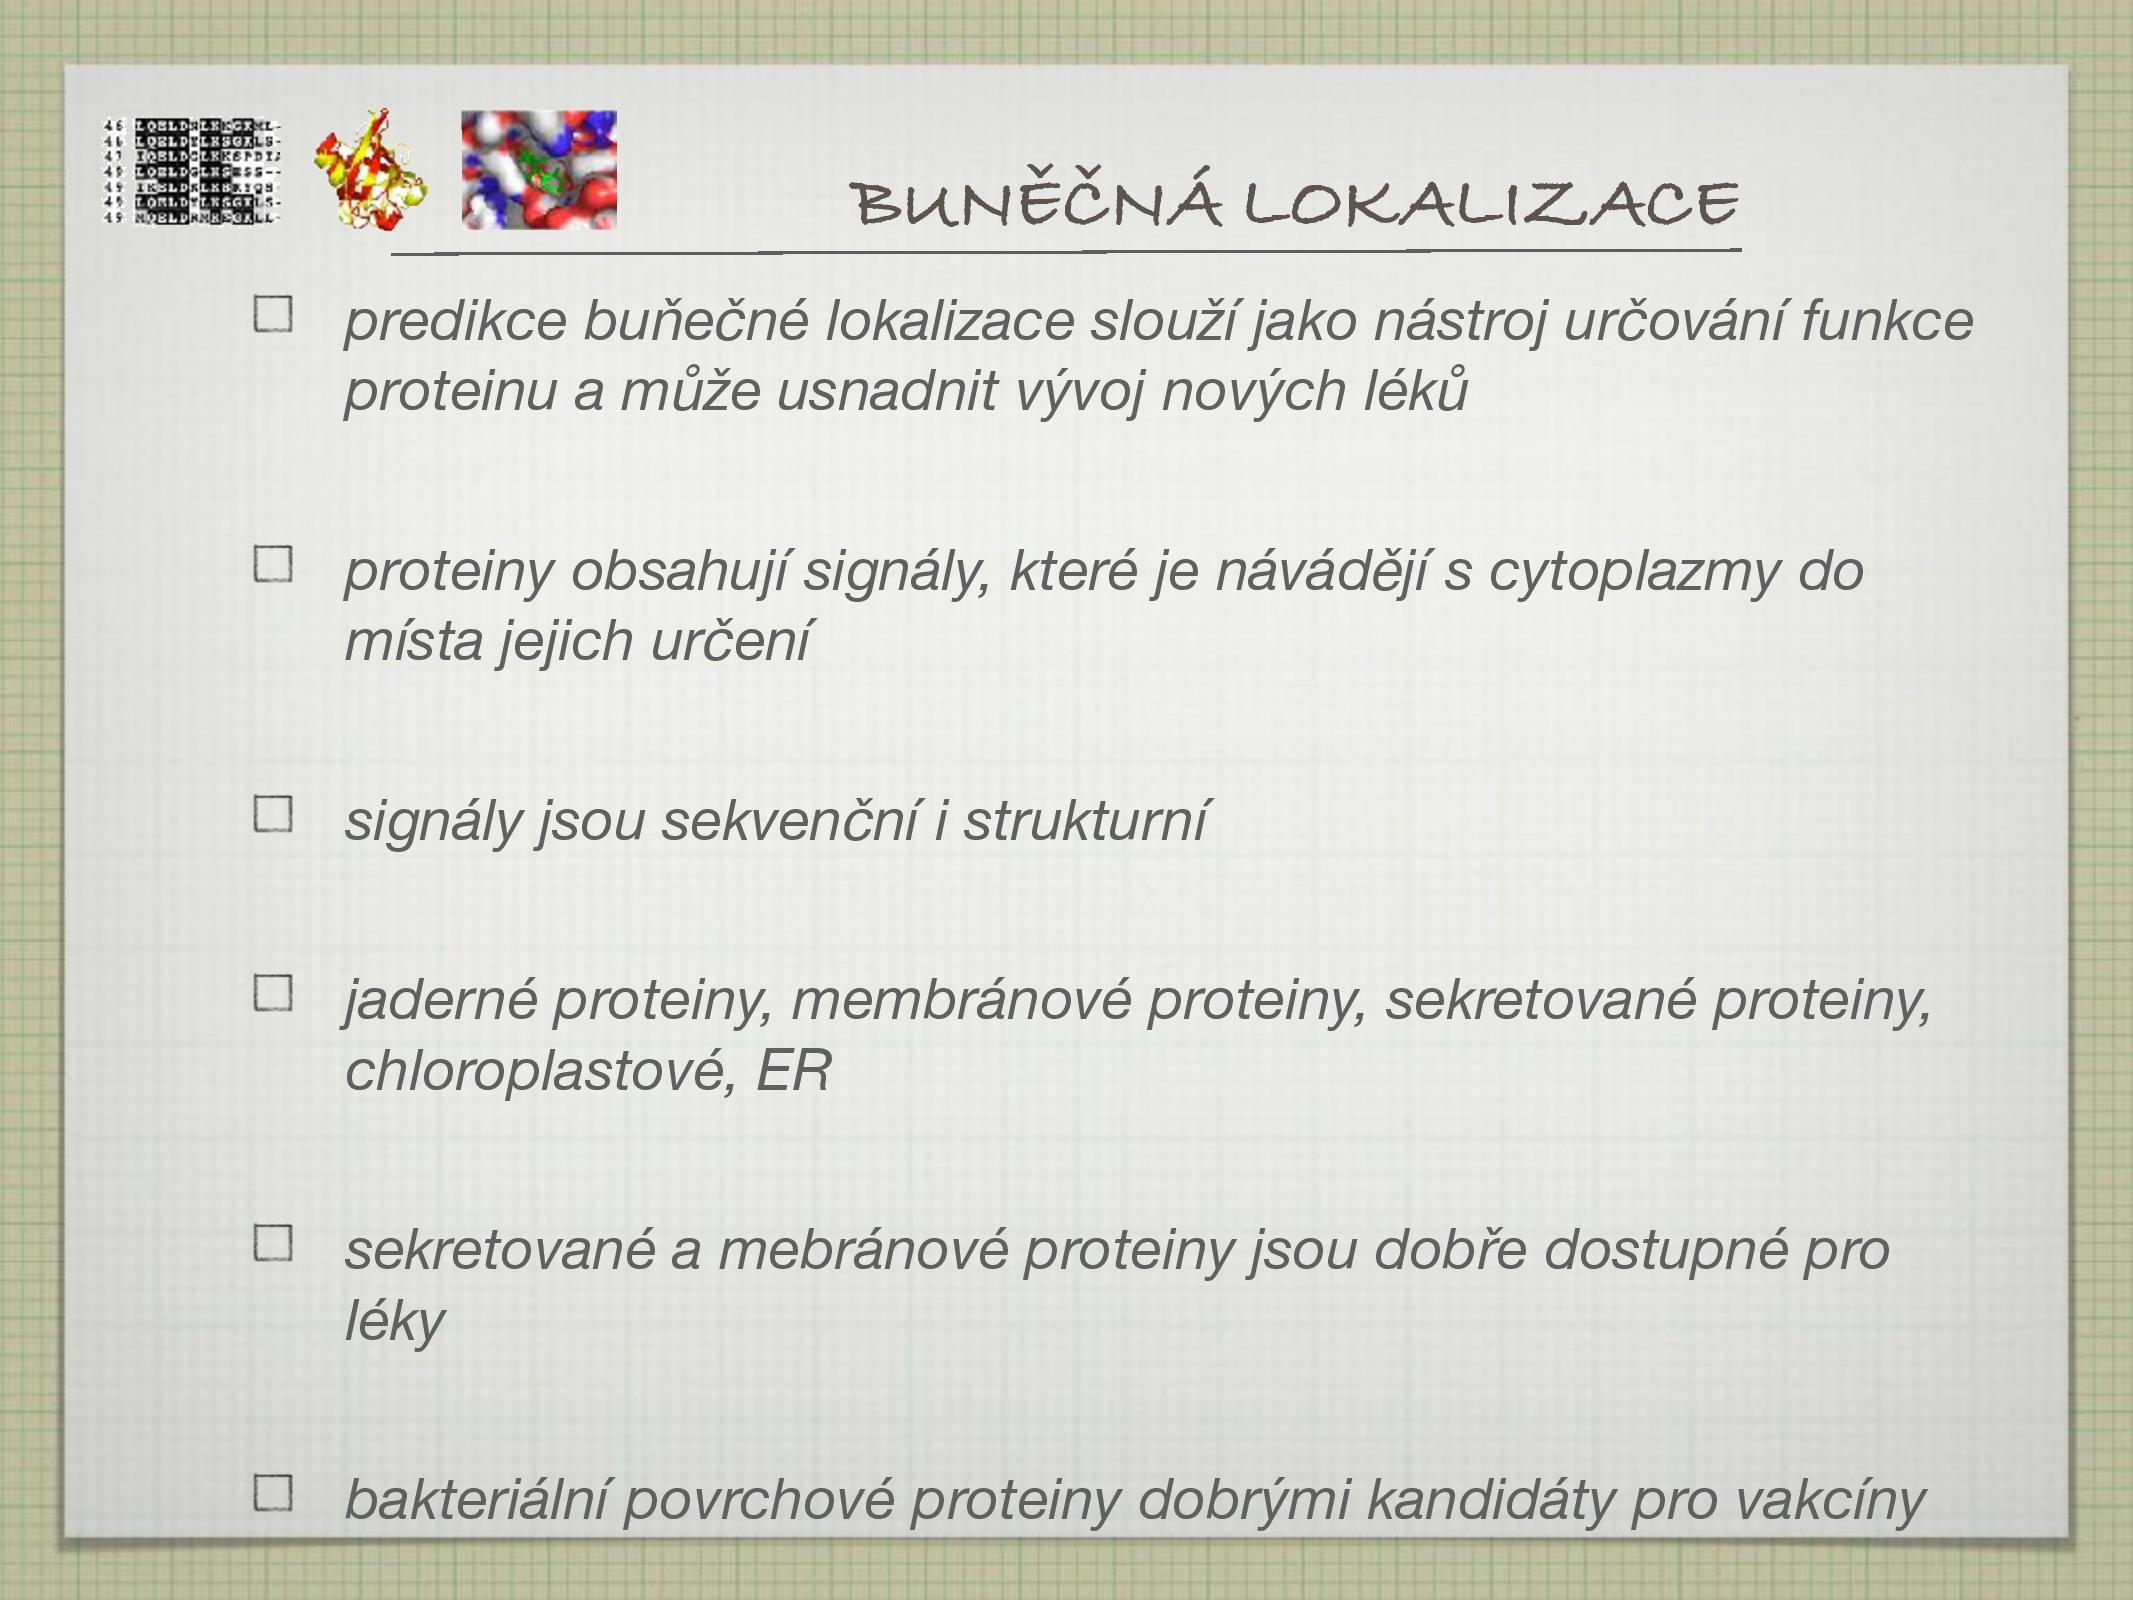 BUNĚČNÁ LOKALIZACE
predikce buňečné lokalizace slouží jako nástroj určování funkce
proteinu a může usnadnit vývoj nových léků
proteiny obsahují signály, které je návádějí s cytoplazmy do
místa jejich určení
signály jsou sekvenční i strukturní
jaderné proteiny, membránové proteiny, sekretované proteiny,
chloroplastové, ER
sekretované a mebránové proteiny jsou dobře dostupné pro
léky
bakteriální povrchové proteiny dobrými kandidáty pro vakcíny